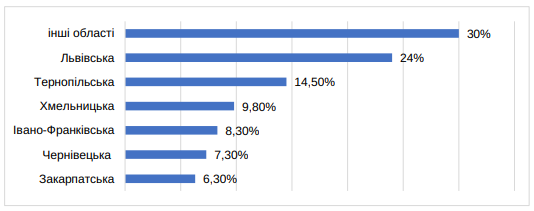 інші області 30%
Львівська 24%
Тернопільська 14,50%
Хмельницька 9,80%
Івано-Франківська 8,30%
Чернівецька 7,30%
Закарпатська 6,30%